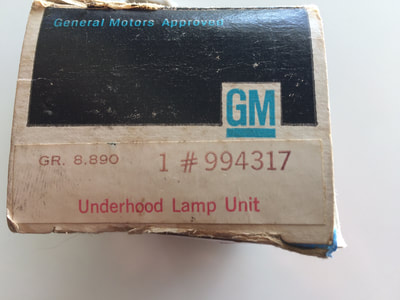 General Motors Approved
GM
GR. 8.890 1 # 994317
Underhood Lamp Unit